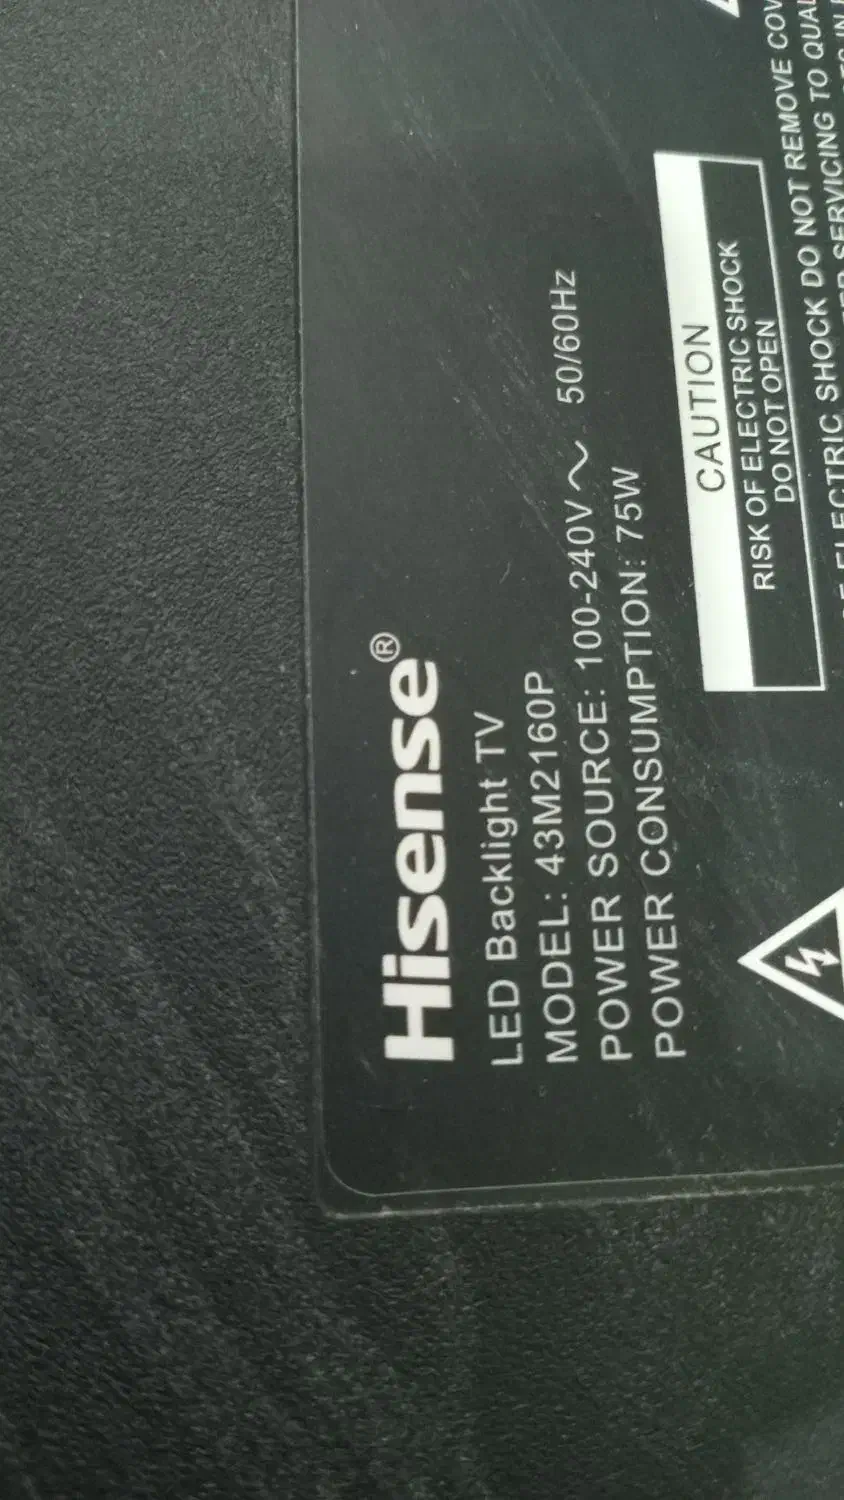 Hisense®
LED Backlight TV
MODEL: 43M2160P
POWER SOURCE: 100-240V～ 50/60Hz
POWER CONSUMPTION: 75W
CAUTION
RISK OF ELECTRIC SHOCK
DO NOT OPEN
ELECTRIC SHOCK DO NOT REMOVE
SERVICING TO